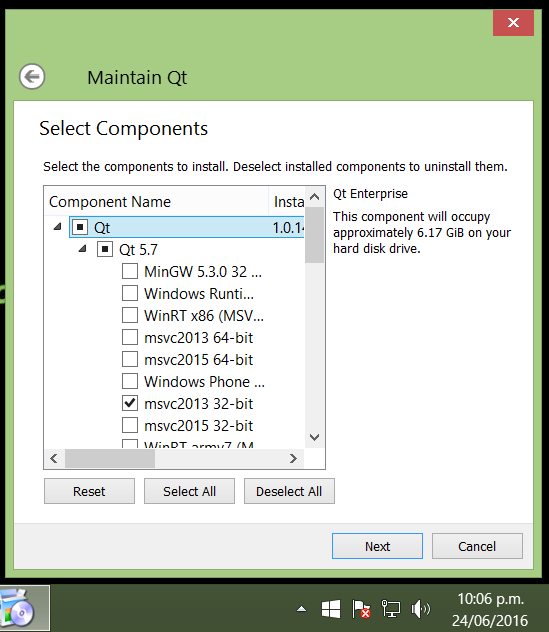 Maintain Qt
Select Components
Select the components to install. Deselect installed components to uninstall them.
Component Name Insta
Qt 1.0.14
Qt 5.7
MinGW 5.3.0 32 ...
Windows Runti...
WinRT x86 (MSV...
msvc2013 64-bit
msvc2015 64-bit
Windows Phone ...
msvc2013 32-bit
msvc2015 32-bit
WinRT armv7 (M...
Qt Enterprise
This component will occupy
approximately 6.17 GiB on your
hard disk drive.
Reset Select All Deselect All
Next Cancel
10:06 p.m.
24/06/2016